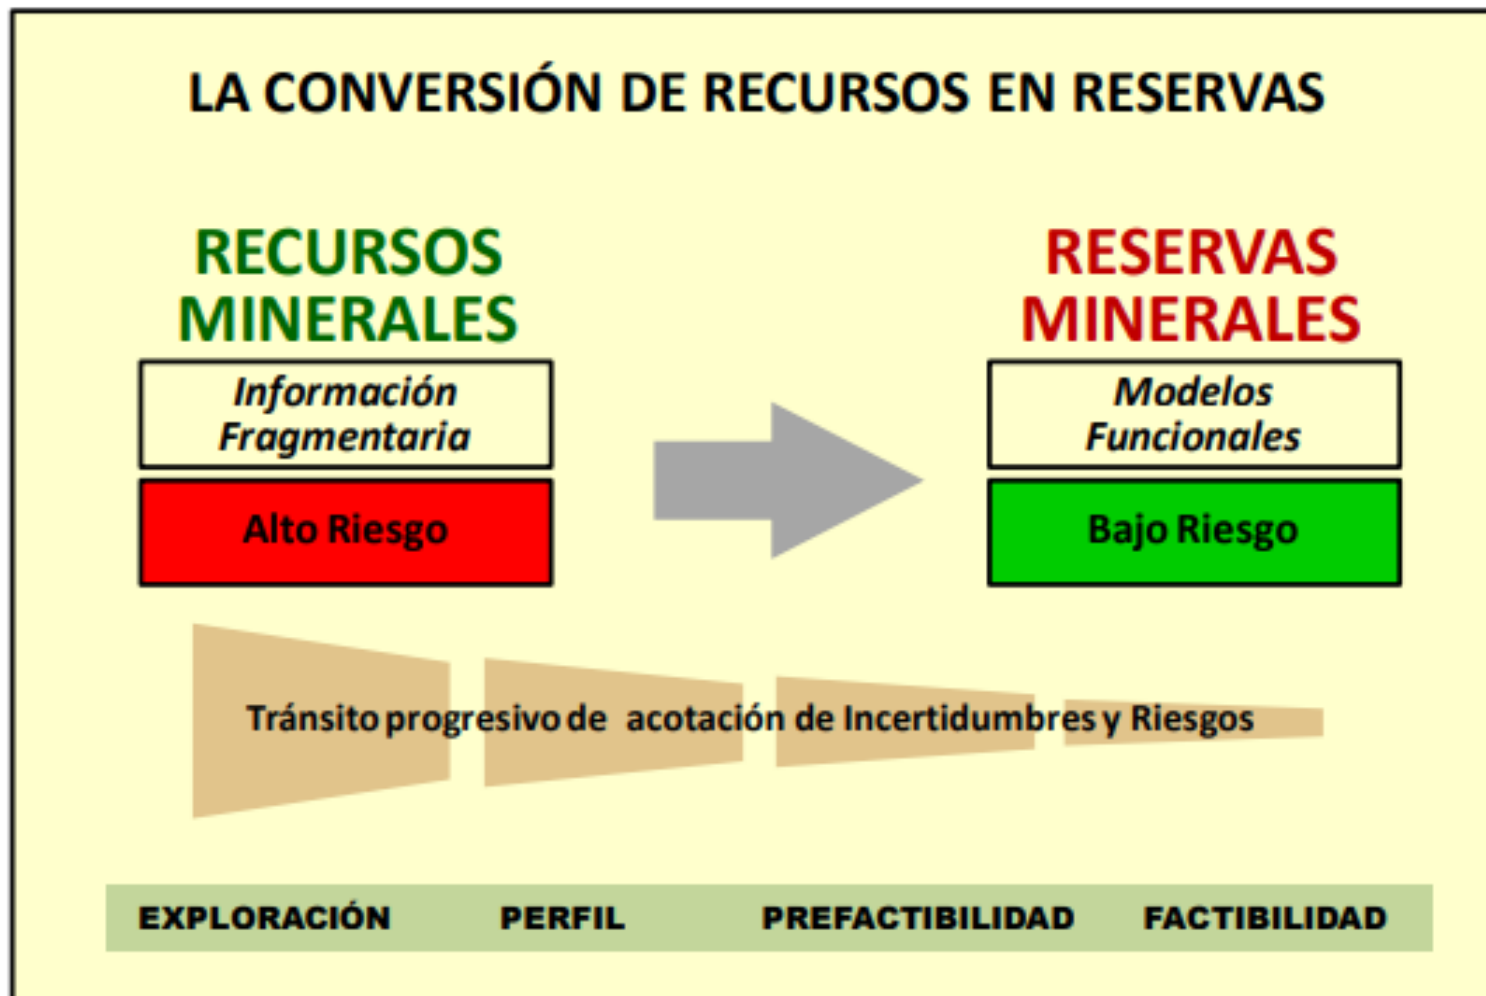 LA CONVERSIÓN DE RECURSOS EN RESERVAS
RECURSOS
MINERALES
Información
Fragmentaria
Alto Riesgo
RESERVAS
MINERALES
Modelos
Funcionales
Bajo Riesgo
Tránsito progresivo de acotación de Incertidumbres y Riesgos
EXPLORACIÓN PERFIL PREFACTIBILIDAD FACTIBILIDAD